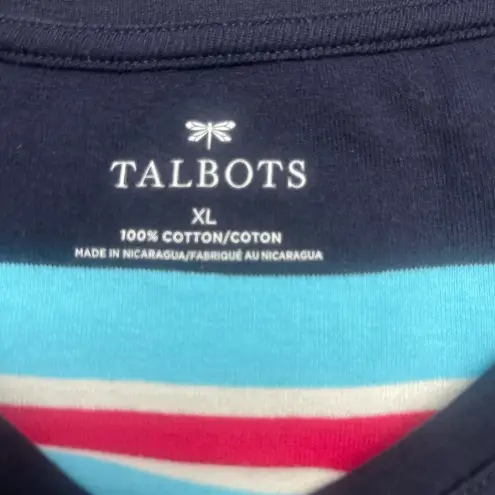 TALBOTS
XL
100% COTTON/COTON
MADE IN NICARAGUA/FABRIQUÉ AU NICARAGUA